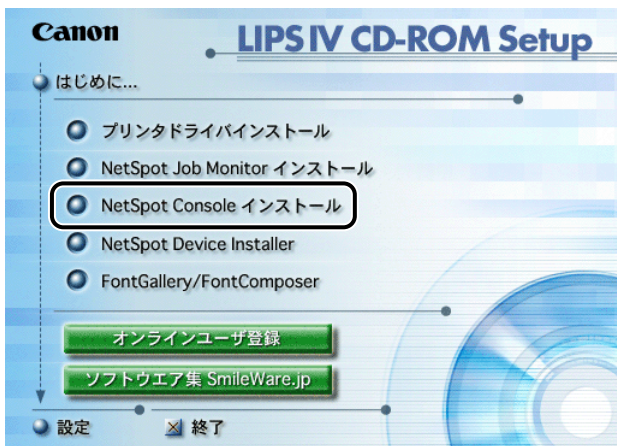 Canon
LIPS IV CD-ROM Setup
はじめに...
プリンタドライバインストール
NetSpot Job Monitor インストール
NetSpot Console インストール
NetSpot Device Installer
FontGallery/FontComposer
オンラインユーザ登録
ソフトウエア集 SmileWare.jp
設定
終了